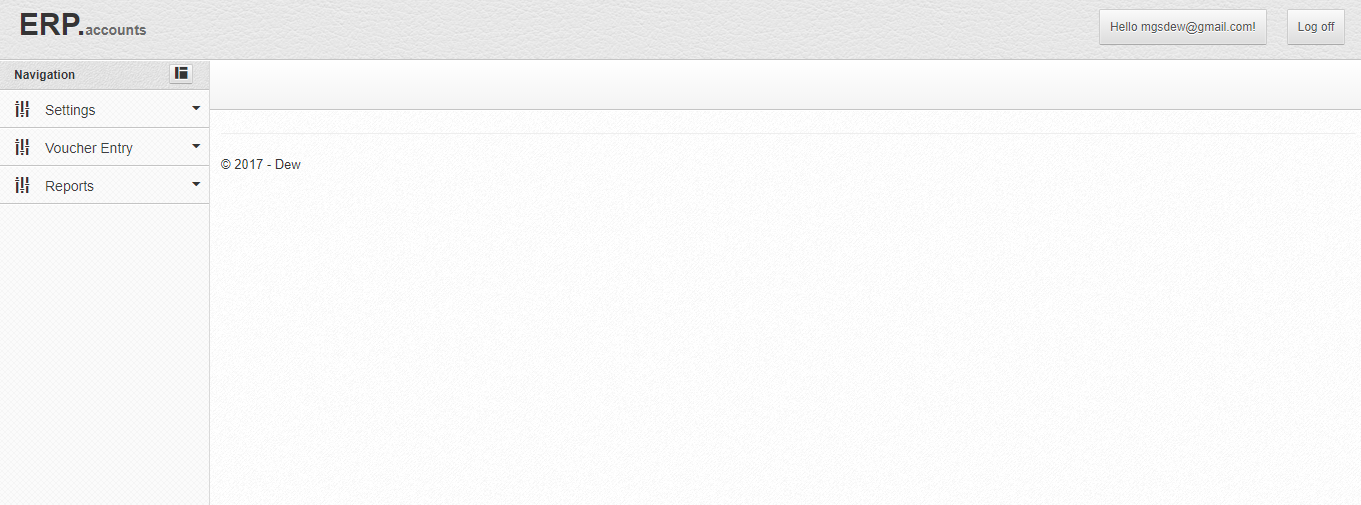 ERP.accounts
Hello mgsdew@gmail.com! Log off
Navigation
Settings
Voucher Entry
Reports
© 2017 - Dew